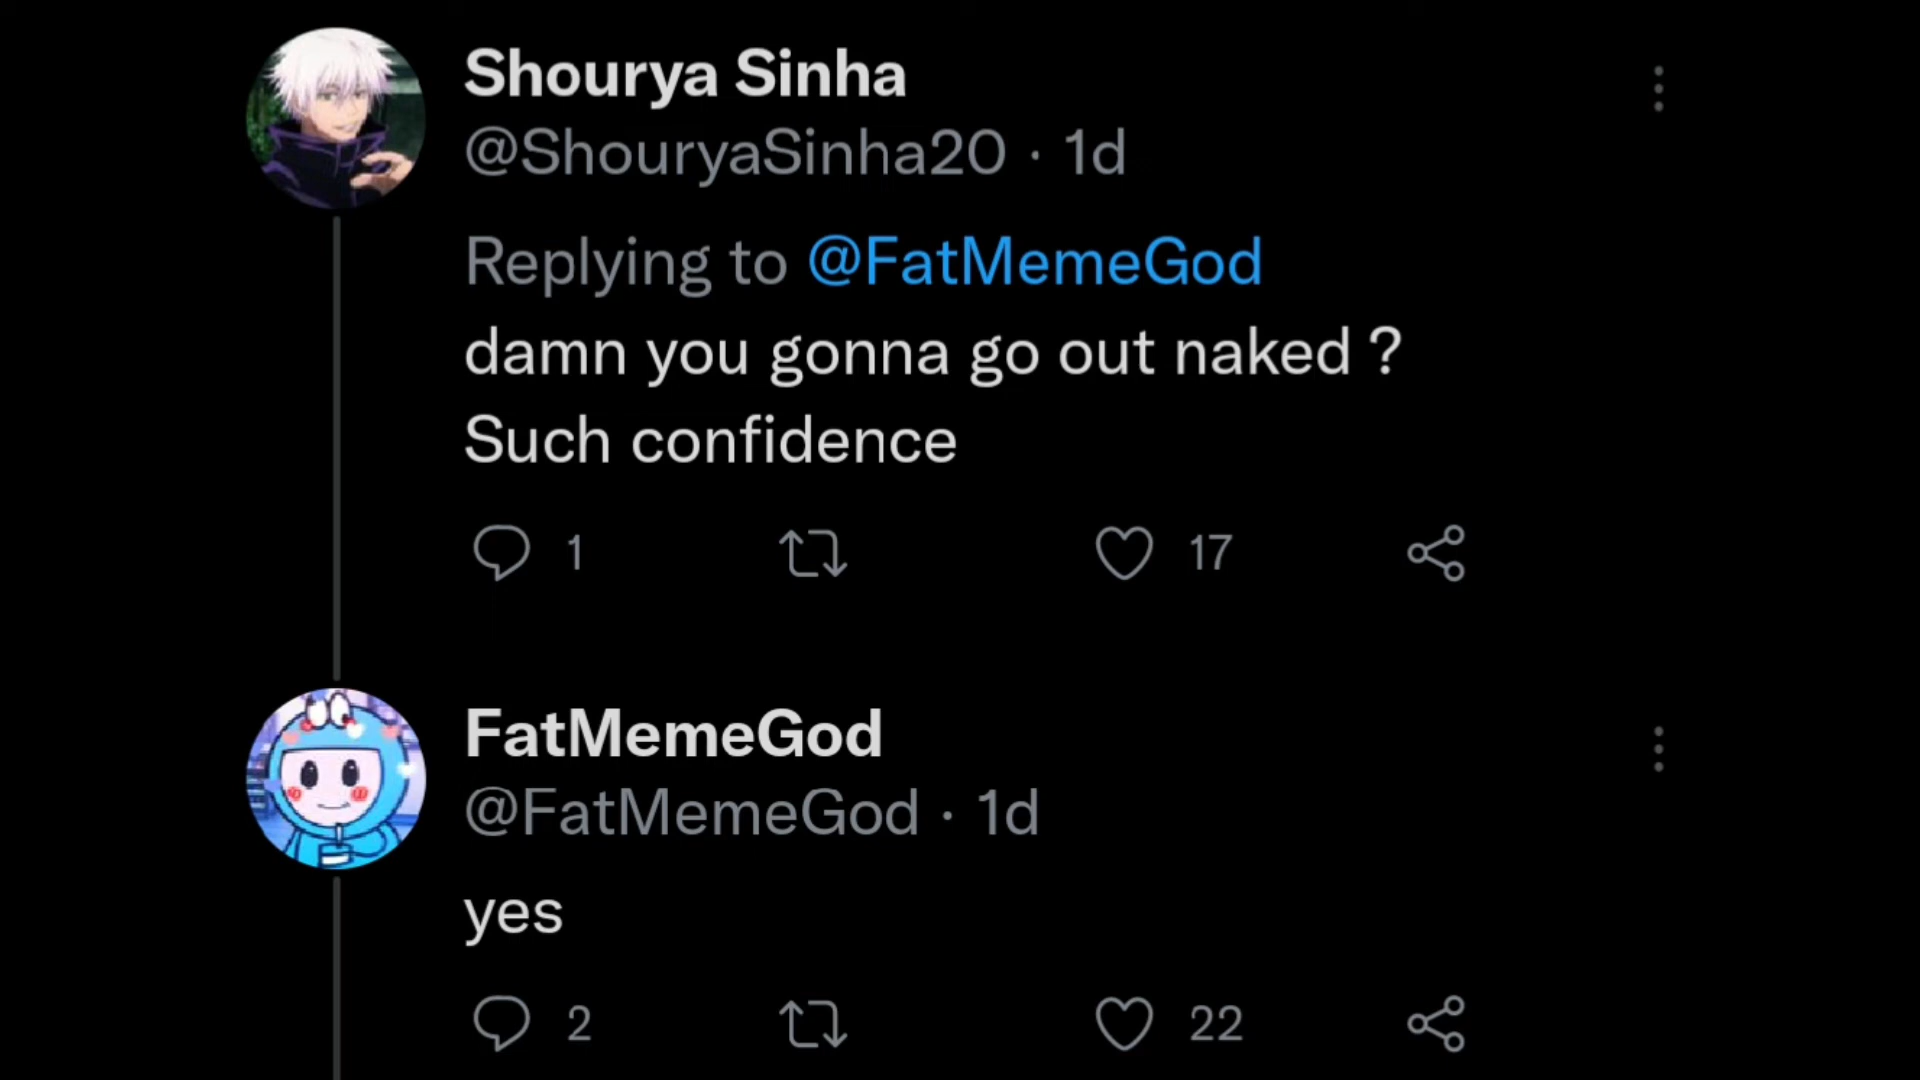 Shourya Sinha
@ShouryaSinha20 · 1d
Replying to @FatMemeGod
damn you gonna go out naked ?
Such confidence
1 17
FatMemeGod
@FatMemeGod · 1d
yes
2 22